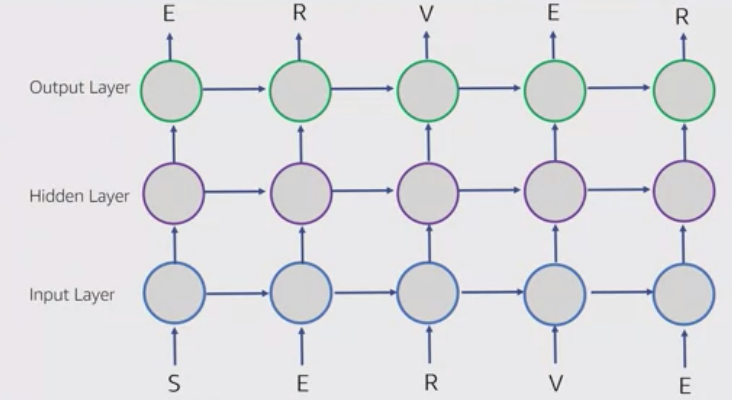 E R V E R
Output Layer
Hidden Layer
Input Layer
S E R V E